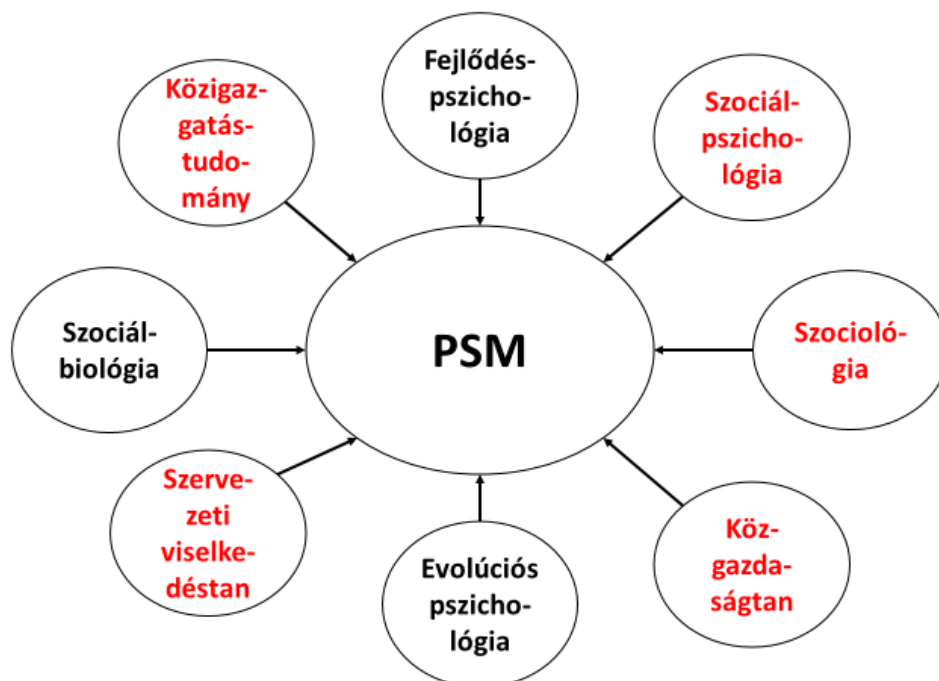 Fejlődés-
pszicho-
lógia
Közigaz-
gatás-
tudo-
mány
Szociál-
pszicho-
lógia
Szociál-
biológia
PSM
Szocioló-
gia
Szerve-
zeti
viselke-
déstan
Evolúciós
pszicho-
lógia
Köz-
gazda-
ságtan